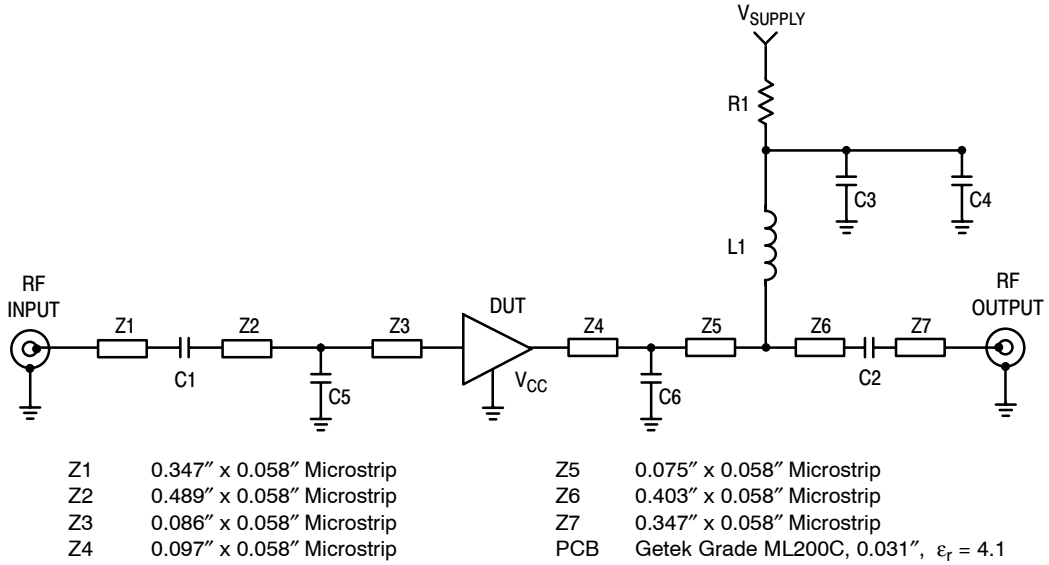 V_SUPPLY
R1
C3
C4
L1
RF
INPUT
RF
OUTPUT
Z1
Z2
Z3
DUT
Z4
Z5
Z6
Z7
C1
C5
V_CC
C6
C2
Z1 0.347″ x 0.058″ Microstrip
Z2 0.489″ x 0.058″ Microstrip
Z3 0.086″ x 0.058″ Microstrip
Z4 0.097″ x 0.058″ Microstrip
Z5 0.075″ x 0.058″ Microstrip
Z6 0.403″ x 0.058″ Microstrip
Z7 0.347″ x 0.058″ Microstrip
PCB Getek Grade ML200C, 0.031″, εr = 4.1